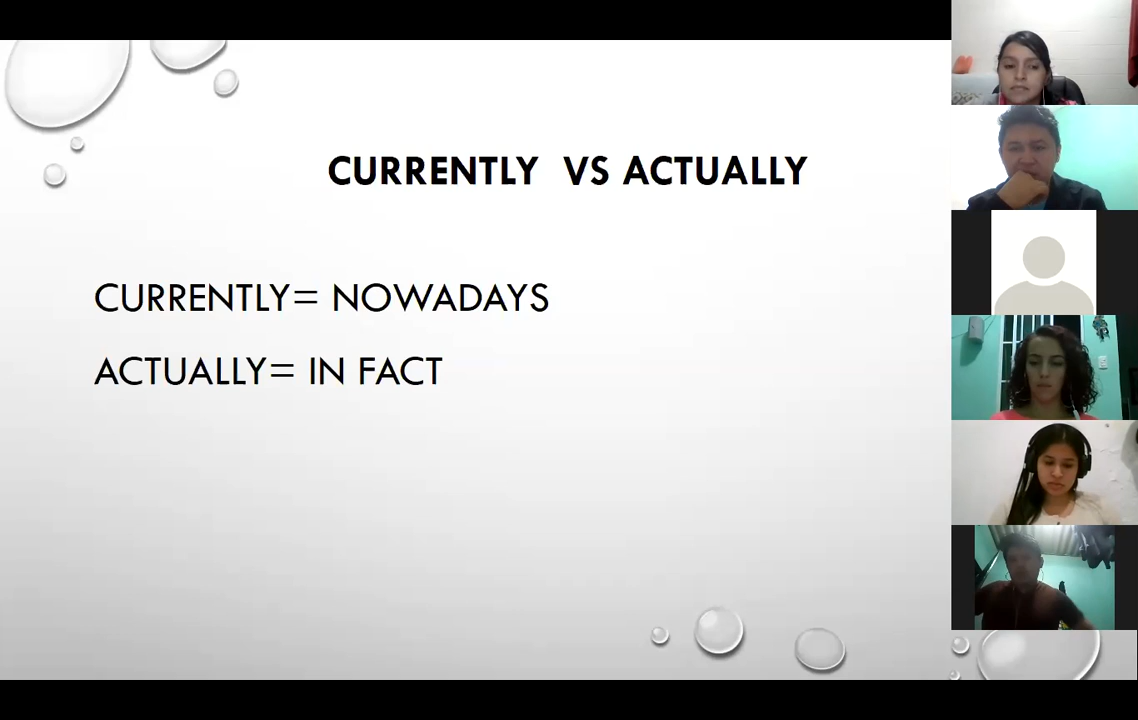 CURRENTLY VS ACTUALLY
CURRENTLY= NOWADAYS
ACTUALLY= IN FACT